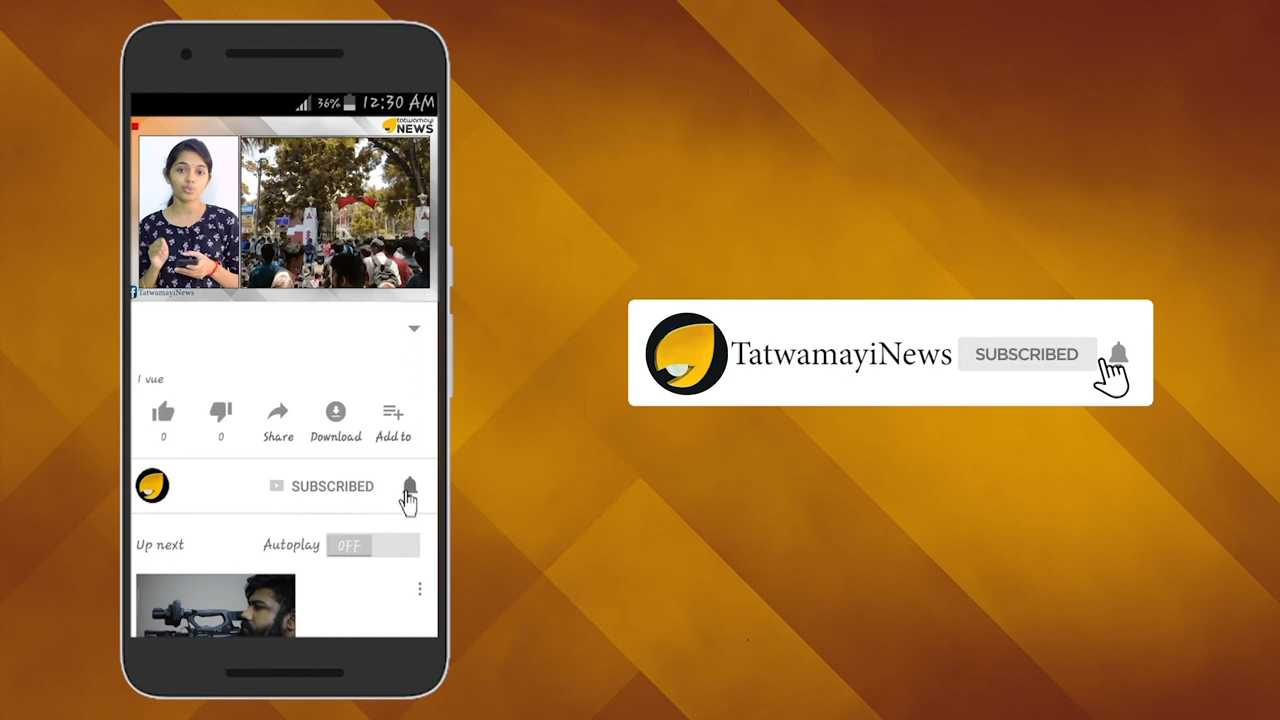 36% 12:30 AM
tatwamayi
NEWS
TatwamayiNews
1 vue
0 0 Share Download Add to
SUBSCRIBED
Up next Autoplay OFF
TatwamayiNews SUBSCRIBED